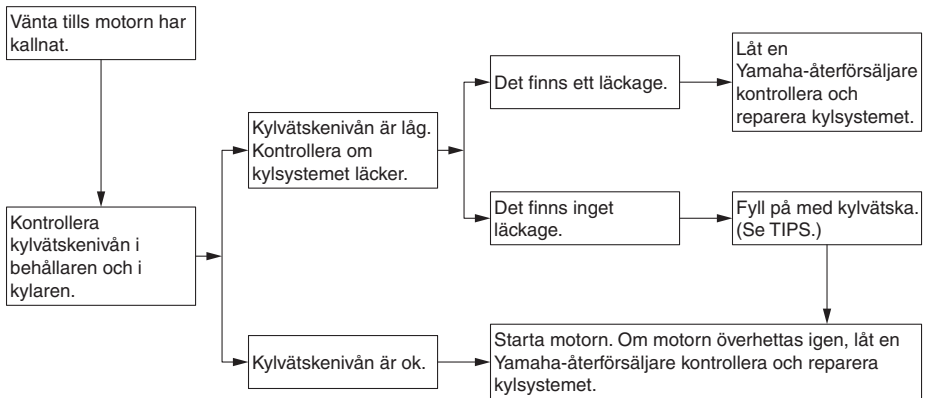 Vänta tills motorn har
kallnat.
Kontrollera
kylvätskenivån i
behållaren och i
kylaren.
Kylvätskenivån är låg.
Kontrollera om
kylsystemet läcker.
Det finns ett läckage.
Låt en
Yamaha-återförsäljare
kontrollera och
reparera kylsystemet.
Det finns inget
läckage.
Fyll på med kylvätska.
(Se TIPS.)
Kylvätskenivån är ok.
Starta motorn. Om motorn överhettas igen, låt en
Yamaha-återförsäljare kontrollera och reparera
kylsystemet.